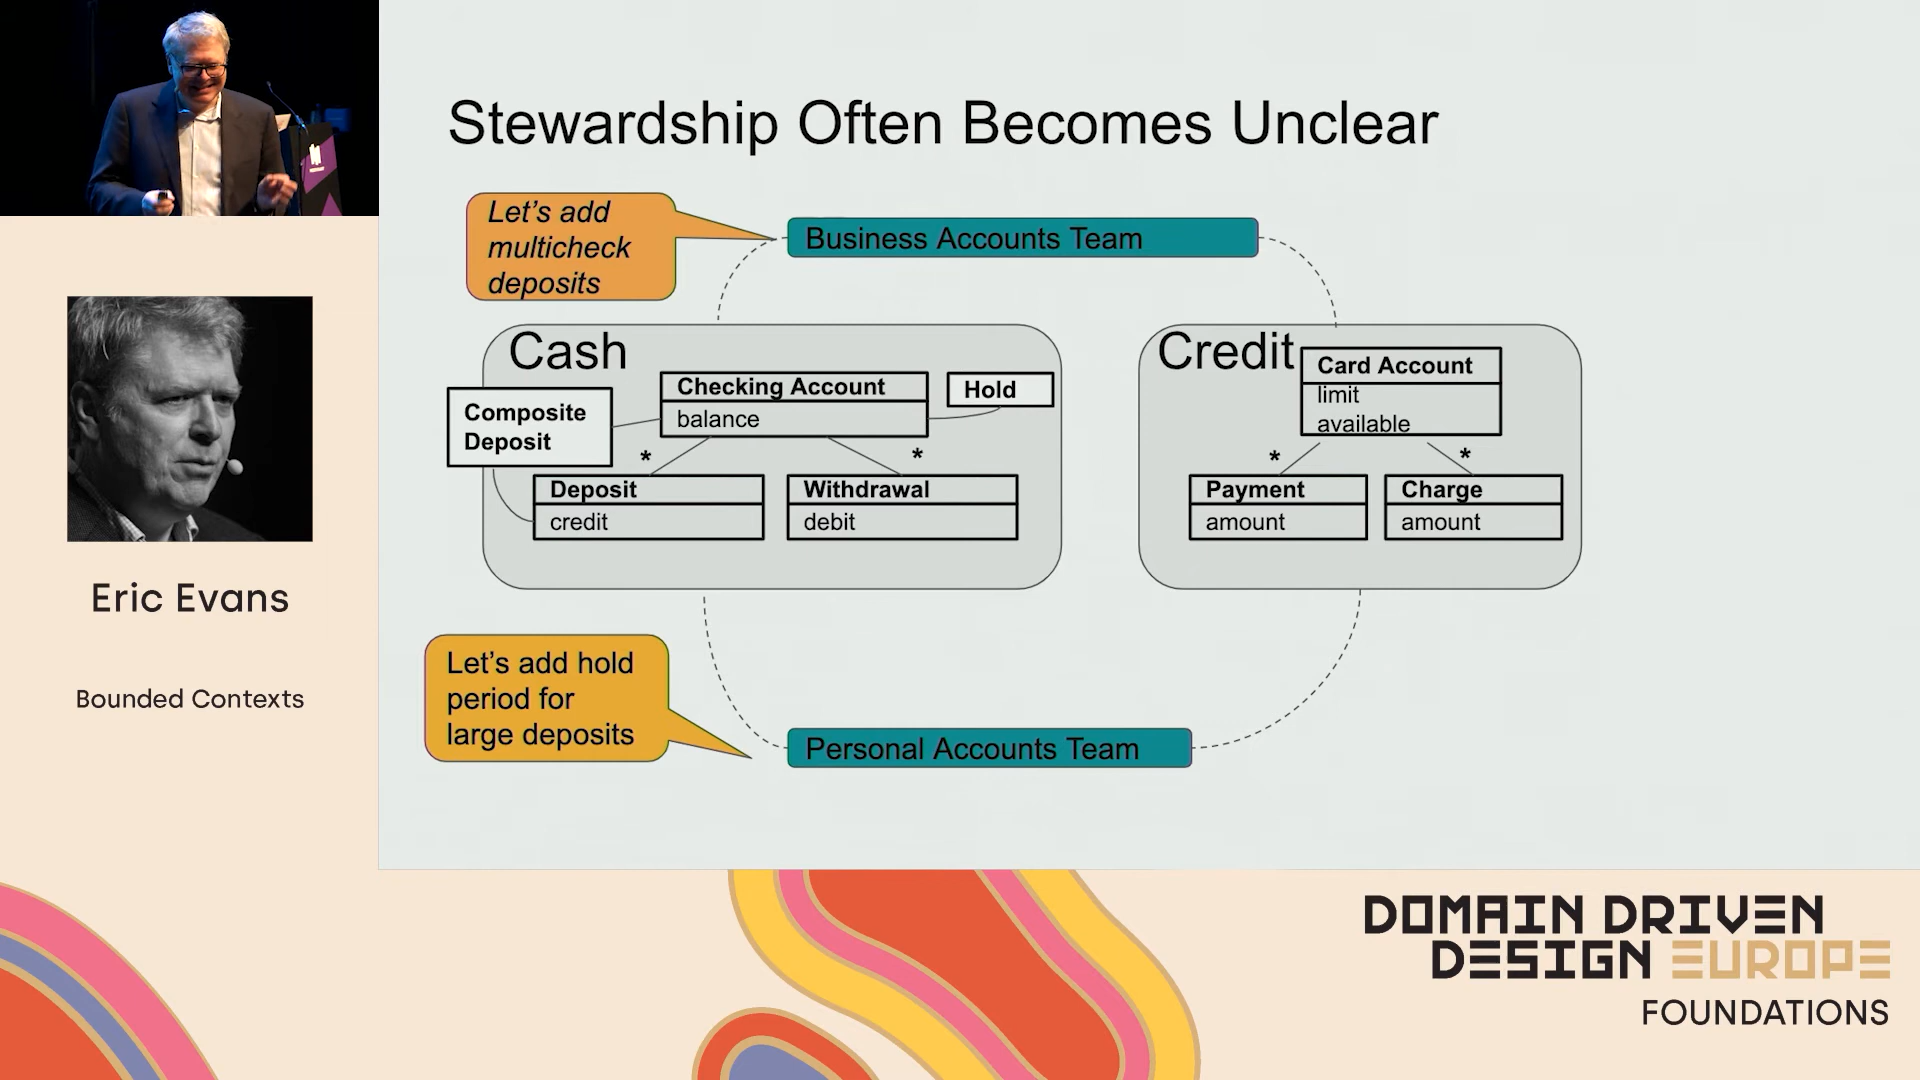 Stewardship Often Becomes Unclear
Let's add
multicheck
deposits
Business Accounts Team
Cash
Checking Account
balance
Hold
Composite
Deposit
*
*
Deposit
credit
Withdrawal
debit
Credit
Card Account
limit
available
*
*
Payment
amount
Charge
amount
Let's add hold
period for
large deposits
Personal Accounts Team
Eric Evans
Bounded Contexts
DOMAIN DRIVEN
DESIGN EUROPE
FOUNDATIONS